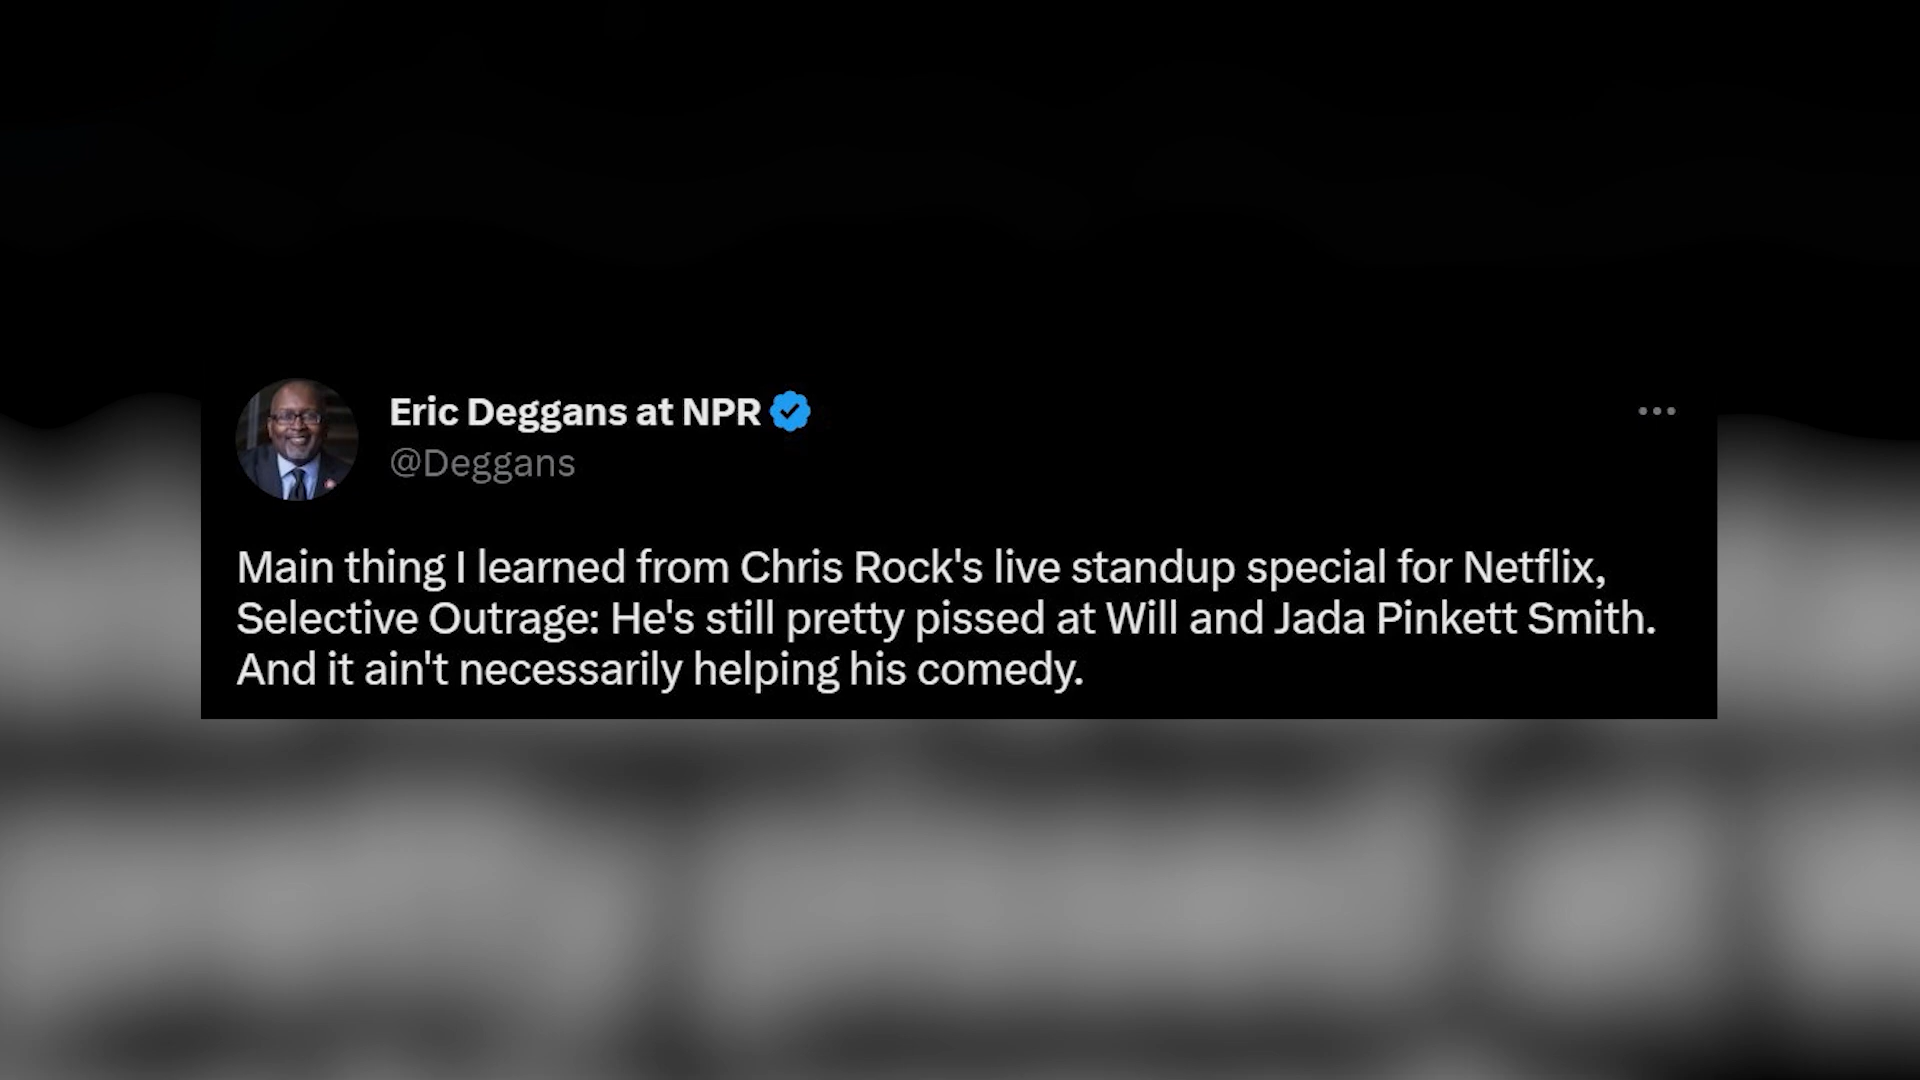 Eric Deggans at NPR
@Deggans
Main thing I learned from Chris Rock's live standup special for Netflix,
Selective Outrage: He's still pretty pissed at Will and Jada Pinkett Smith.
And it ain't necessarily helping his comedy.